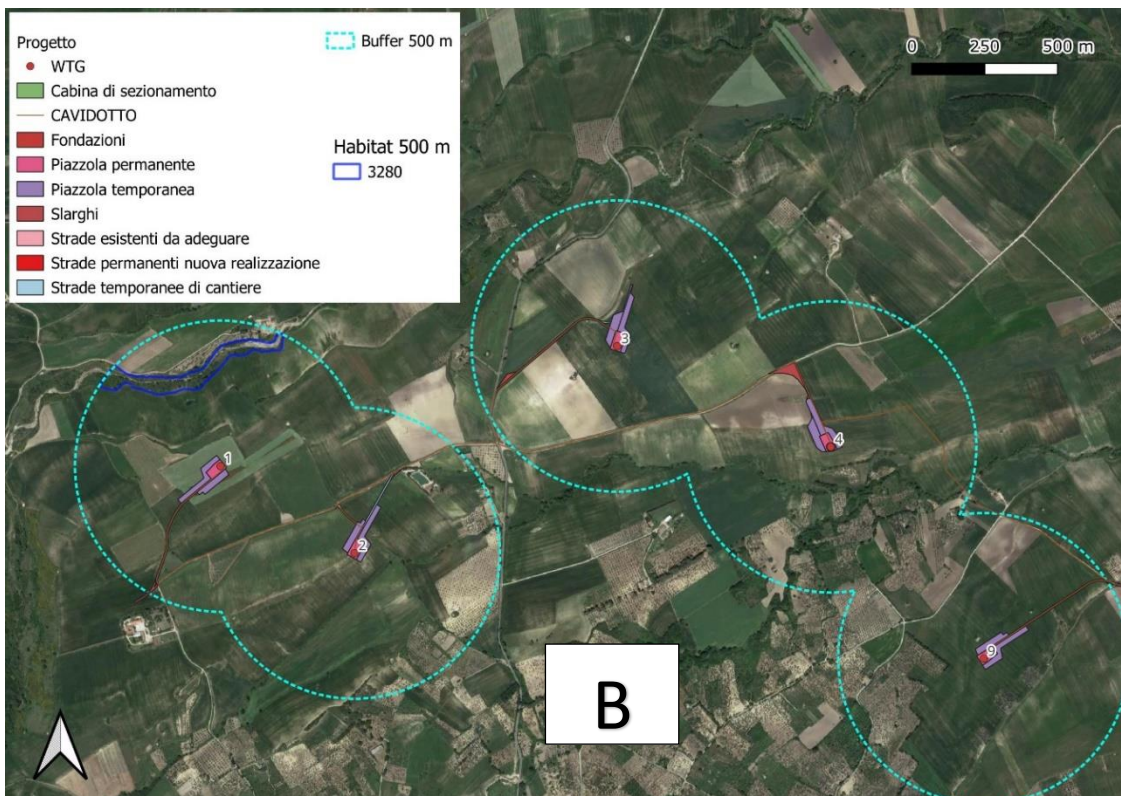 Progetto
WTG
Cabina di sezionamento
CAVIDOTTO
Fondazioni
Piazzola permanente
Piazzola temporanea
Slarghi
Strade esistenti da adeguare
Strade permanenti nuova realizzazione
Strade temporanee di cantiere
Buffer 500 m
Habitat 500 m
3280
0 250 500 m
3
4
1
2
9
B